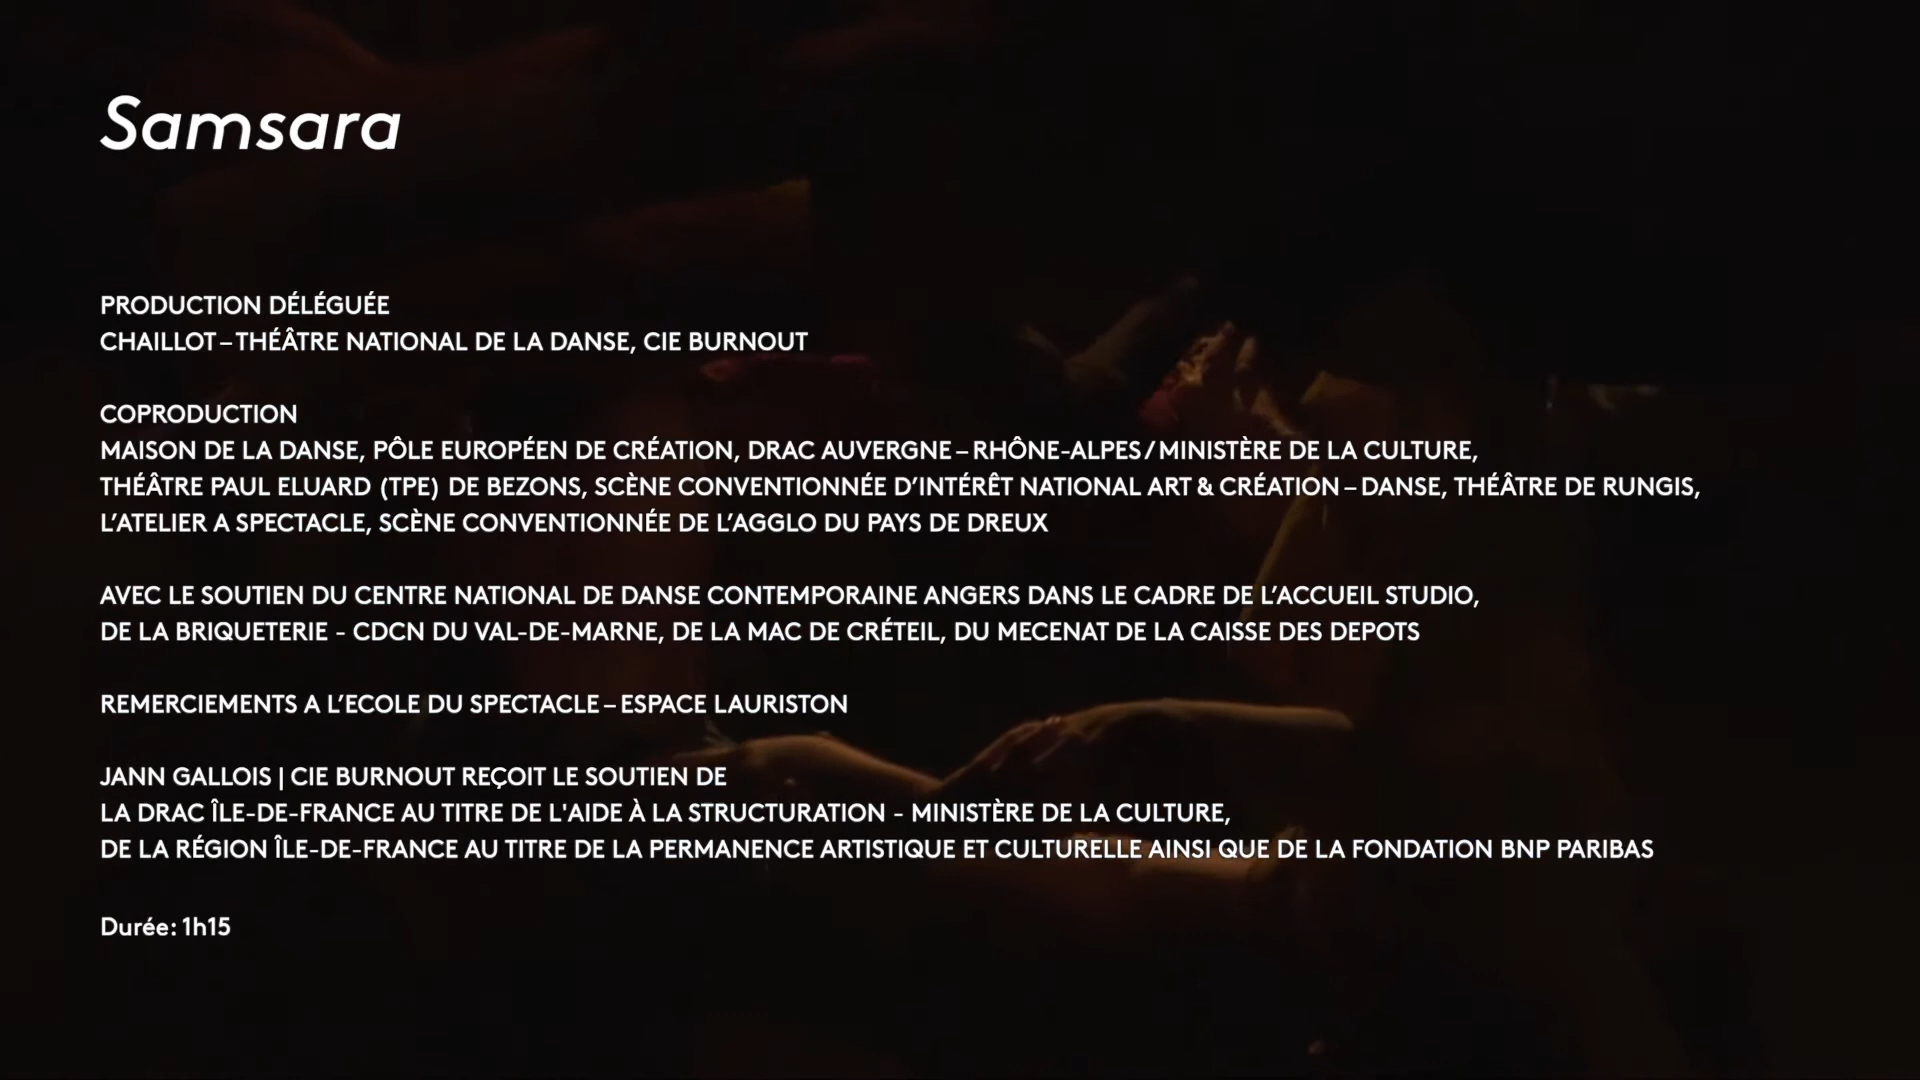 Samsara
PRODUCTION DÉLÉGUÉE
CHAILLOT – THÉÂTRE NATIONAL DE LA DANSE, CIE BURNOUT
COPRODUCTION
MAISON DE LA DANSE, PÔLE EUROPÉEN DE CRÉATION, DRAC AUVERGNE – RHÔNE-ALPES / MINISTÈRE DE LA CULTURE,
THÉÂTRE PAUL ELUARD (TPE) DE BEZONS, SCÈNE CONVENTIONNÉE D’INTÉRÊT NATIONAL ART & CRÉATION – DANSE, THÉÂTRE DE RUNGIS,
L’ATELIER A SPECTACLE, SCÈNE CONVENTIONNÉE DE L’AGGLO DU PAYS DE DREUX
AVEC LE SOUTIEN DU CENTRE NATIONAL DE DANSE CONTEMPORAINE ANGERS DANS LE CADRE DE L’ACCUEIL STUDIO,
DE LA BRIQUETERIE - CDCN DU VAL-DE-MARNE, DE LA MAC DE CRÉTEIL, DU MECENAT DE LA CAISSE DES DEPOTS
REMERCIEMENTS A L’ECOLE DU SPECTACLE – ESPACE LAURISTON
JANN GALLOIS | CIE BURNOUT REÇOIT LE SOUTIEN DE
LA DRAC ÎLE-DE-FRANCE AU TITRE DE L'AIDE À LA STRUCTURATION - MINISTÈRE DE LA CULTURE,
DE LA RÉGION ÎLE-DE-FRANCE AU TITRE DE LA PERMANENCE ARTISTIQUE ET CULTURELLE AINSI QUE DE LA FONDATION BNP PARIBAS
Durée: 1h15